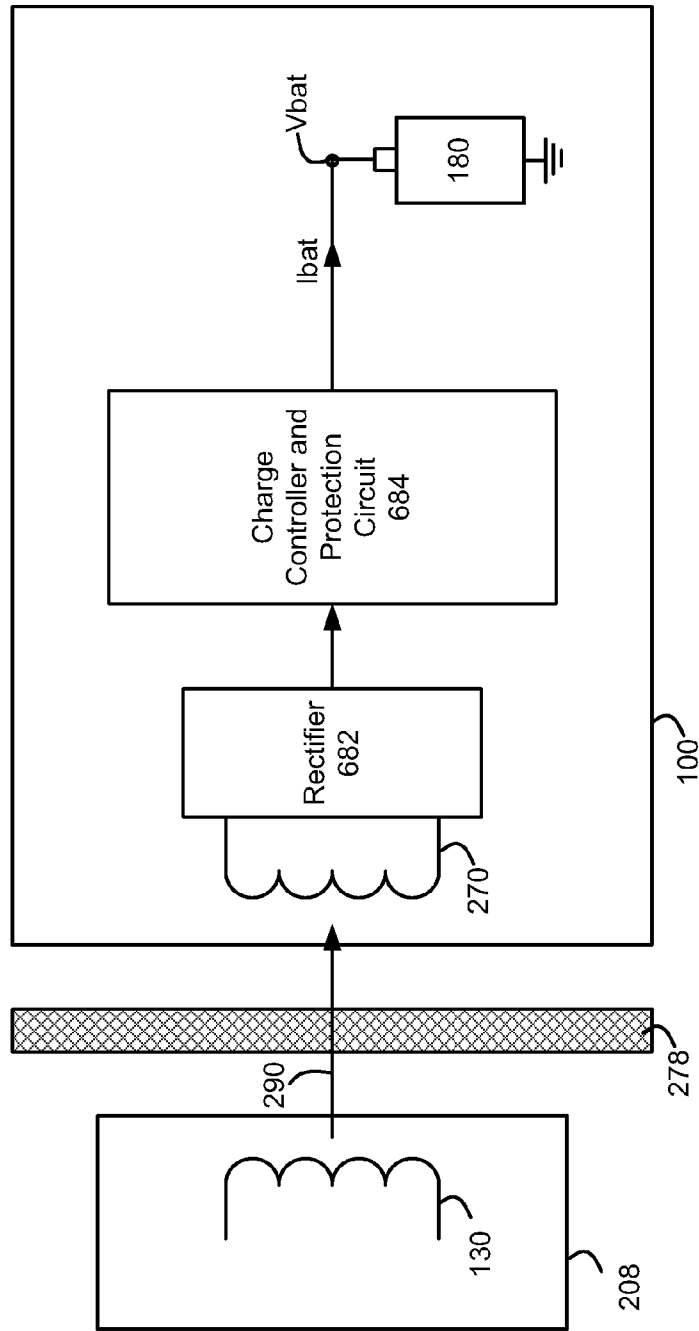 208
130
290
278
270
Rectifier
682
Charge
Controller and
Protection
Circuit
684
Ibat
Vbat
180
100